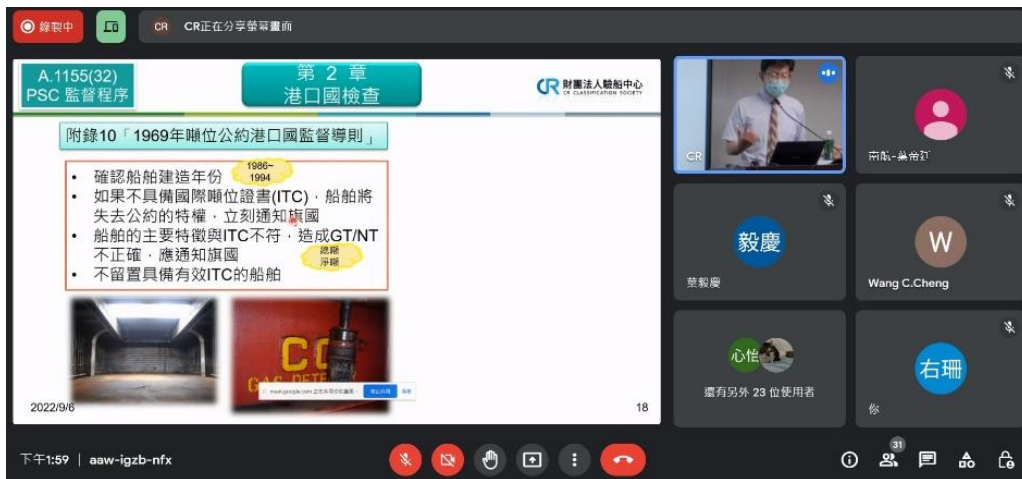 錄製中
CR
CR正在分享螢幕畫面
A.1155(32)
PSC 監督程序
第 2 章
港口國檢查
CR 財團法人驗船中心
CR CLASSIFICATION SOCIETY
附錄10「1969年噸位公約港口國監督導則」
• 確認船舶建造年份
1986~
1994
• 如果不具備國際噸位證書(ITC)，船舶將
失去公約的特權，立刻通知旗國
• 船舶的主要特徵與ITC不符，造成GT/NT
不正確，應通知旗國
總噸
淨噸
• 不留置具備有效ITC的船舶
2022/9/6
18
CR
毅慶
葉毅慶
W
Wang C.Cheng
心怡
還有另外 23 位使用者
右珊
你
下午1:59 | aaw-igzb-nfx
31